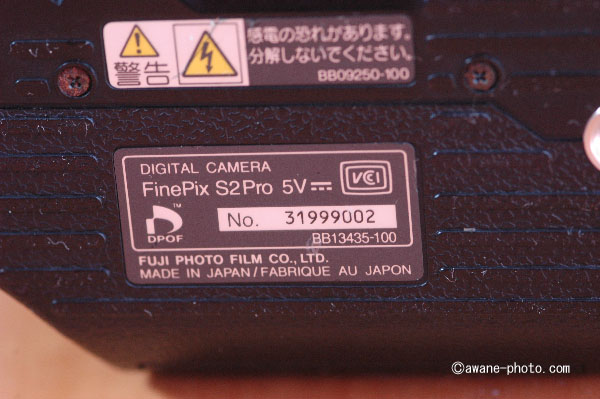 警告
感電の恐れがあります。
分解しないでください。
BB09250-100
DIGITAL CAMERA
FinePix S2Pro 5V⎓
VCI
DPOF™
No. 31999002
BB13435-100
FUJI PHOTO FILM CO., LTD.
MADE IN JAPAN/FABRIQUE AU JAPON
©awane-photo.com